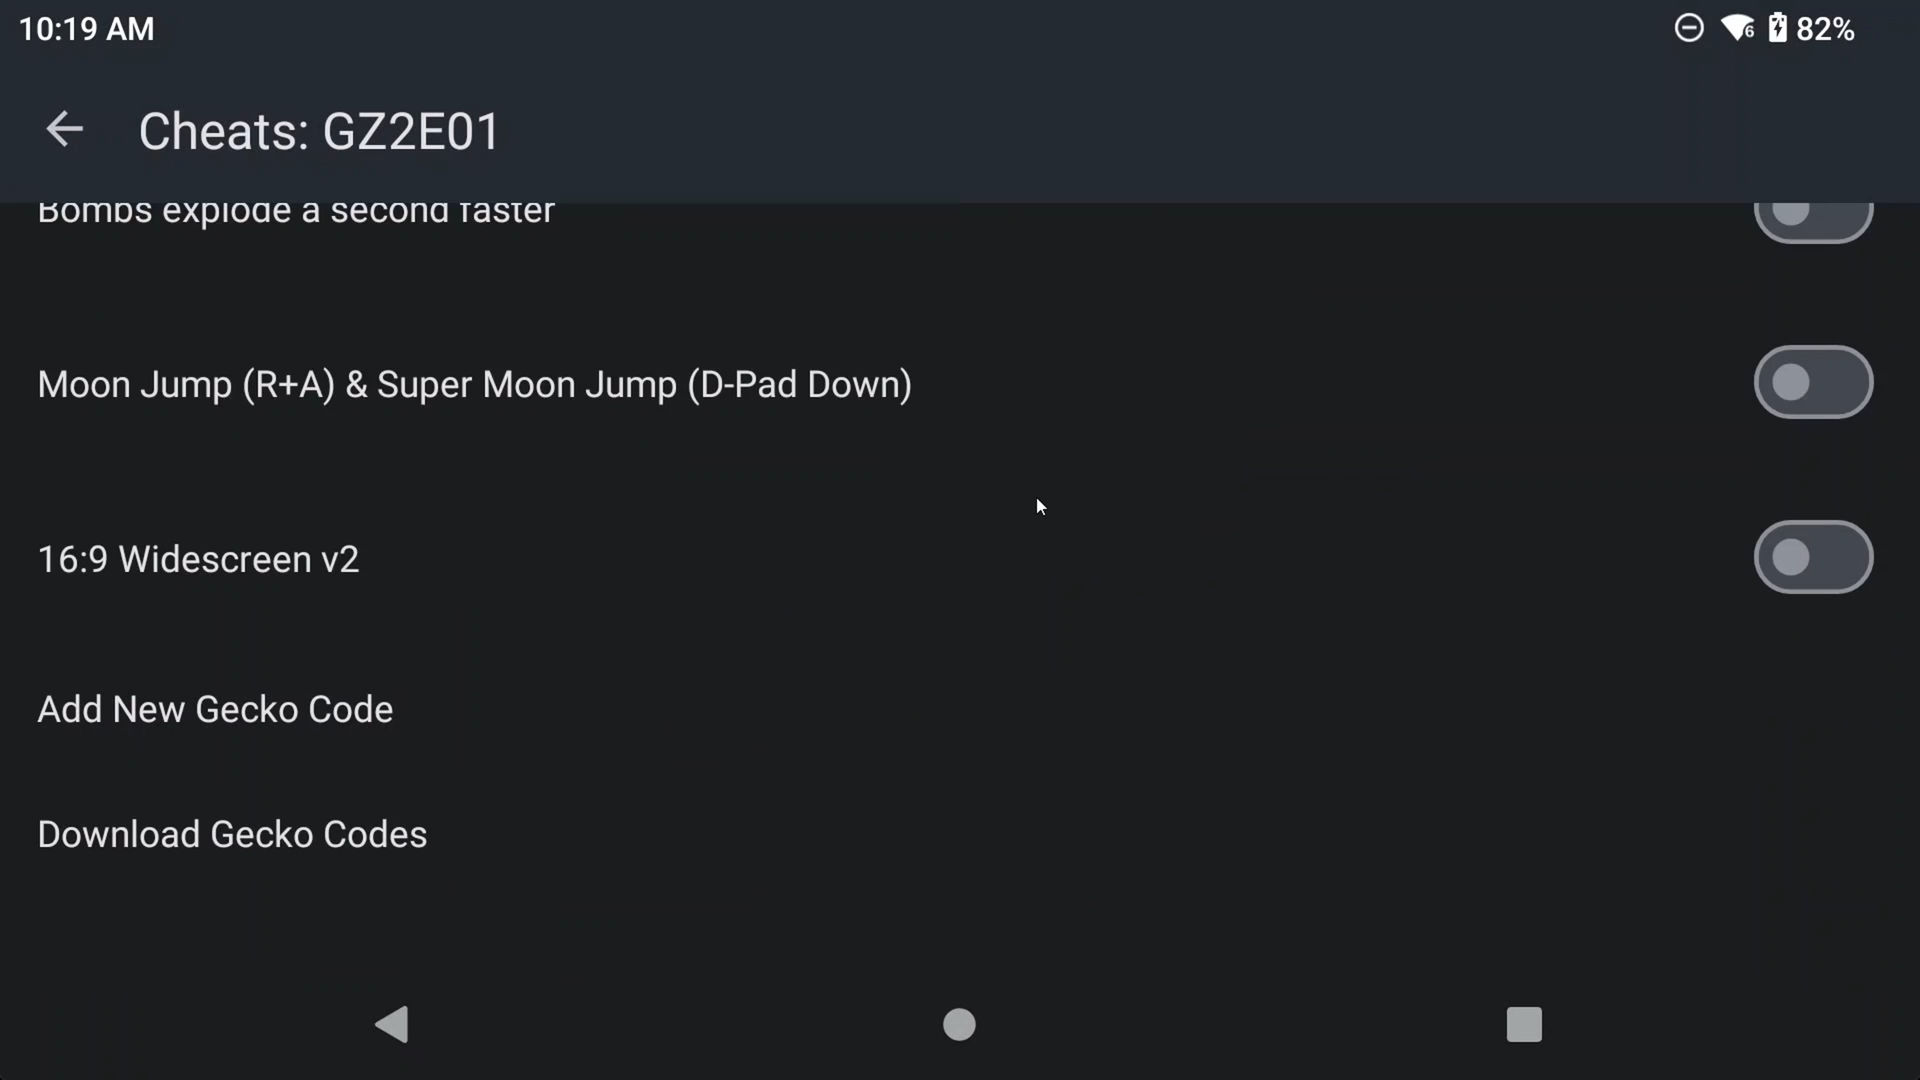 10:19 AM
6
82%
Cheats: GZ2E01
Bombs explode a second faster
Moon Jump (R+A) & Super Moon Jump (D-Pad Down)
16:9 Widescreen v2
Add New Gecko Code
Download Gecko Codes